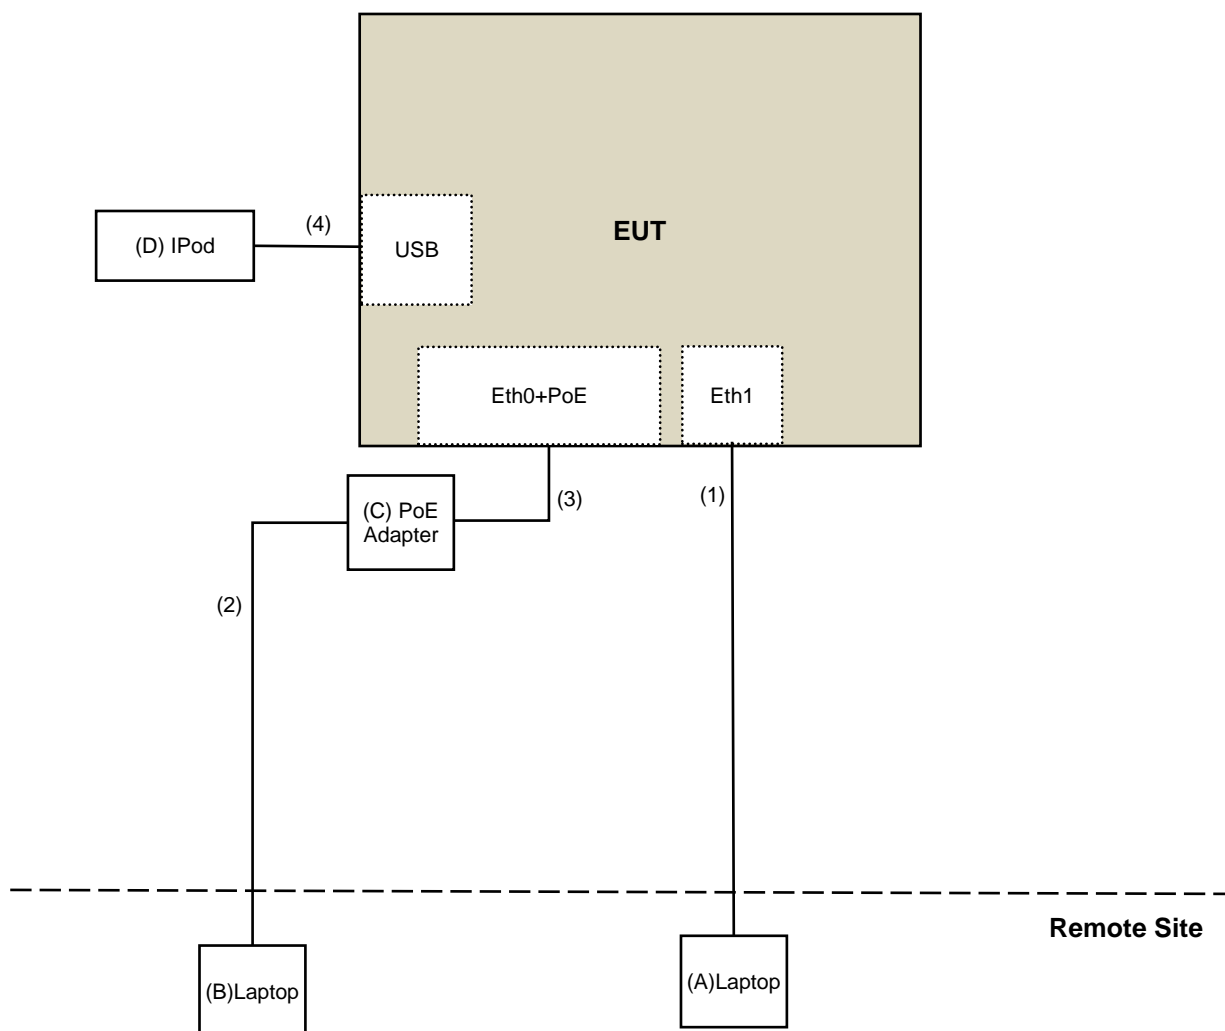 EUT
(4)
(D) IPod
USB
Eth0+PoE
Eth1
(C) PoE
Adapter
(3)
(1)
(2)
Remote Site
(B)Laptop
(A)Laptop